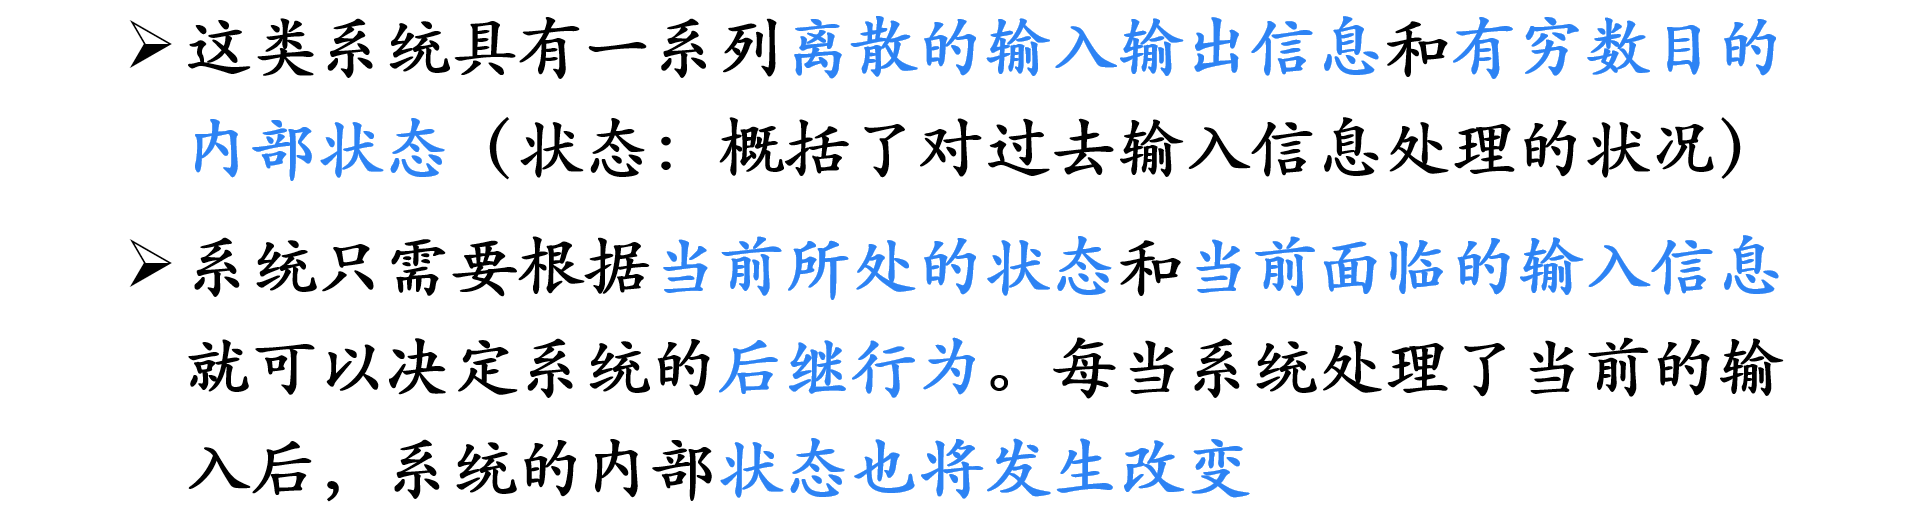 ➢这类系统具有一系列离散的输入输出信息和有穷数目的
内部状态（状态：概括了对过去输入信息处理的状况）
➢系统只需要根据当前所处的状态和当前面临的输入信息
就可以决定系统的后继行为。每当系统处理了当前的输
入后，系统的内部状态也将发生改变